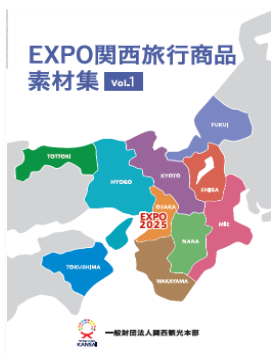 EXPO関西旅行商品
素材集 Vol.1
FUKUI
TOTTORI
HYOGO
KYOTO
SHIGA
OSAKA
EXPO
2025
MIE
NARA
TOKUSHIMA
WAKAYAMA
KANSAI
一般財団法人関西観光本部